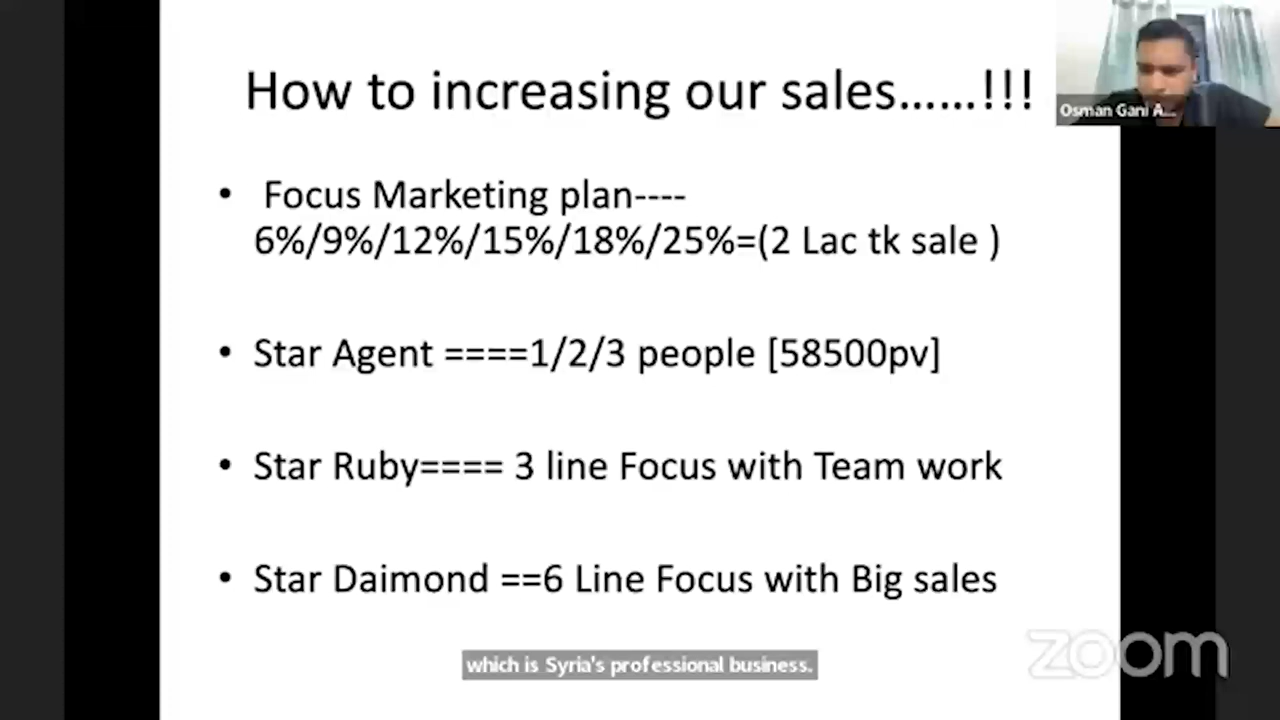 How to increasing our sales......!!!
Osman Gani A...
• Focus Marketing plan----
6%/9%/12%/15%/18%/25%=(2 Lac tk sale )
• Star Agent ====1/2/3 people [58500pv]
• Star Ruby==== 3 line Focus with Team work
• Star Daimond ==6 Line Focus with Big sales
which is Syria's professional business.
zoom